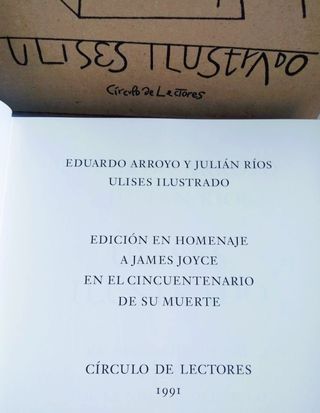 ULISES ILUSTRADO
Círculo de Lectores
EDUARDO ARROYO Y JULIÁN RÍOS
ULISES ILUSTRADO
EDICIÓN EN HOMENAJE
A JAMES JOYCE
EN EL CINCUENTENARIO
DE SU MUERTE
CÍRCULO DE LECTORES
1991